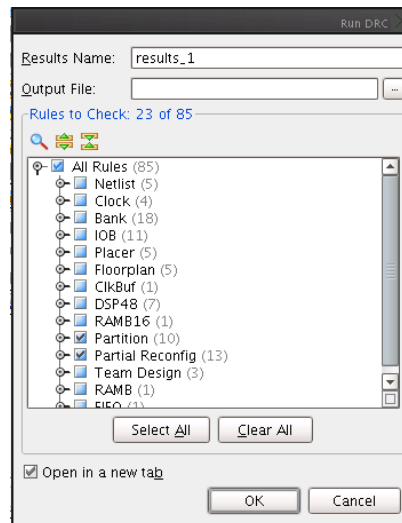 Run DRC
Results Name: results_1
Output File:
...
Rules to Check: 23 of 85
All Rules (85)
Netlist (5)
Clock (4)
Bank (18)
IOB (11)
Placer (5)
Floorplan (5)
ClkBuf (1)
DSP48 (7)
RAMB16 (1)
Partition (10)
Partial Reconfig (13)
Team Design (3)
RAMB (1)
FIFO (1)
Select All
Clear All
Open in a new tab
OK
Cancel